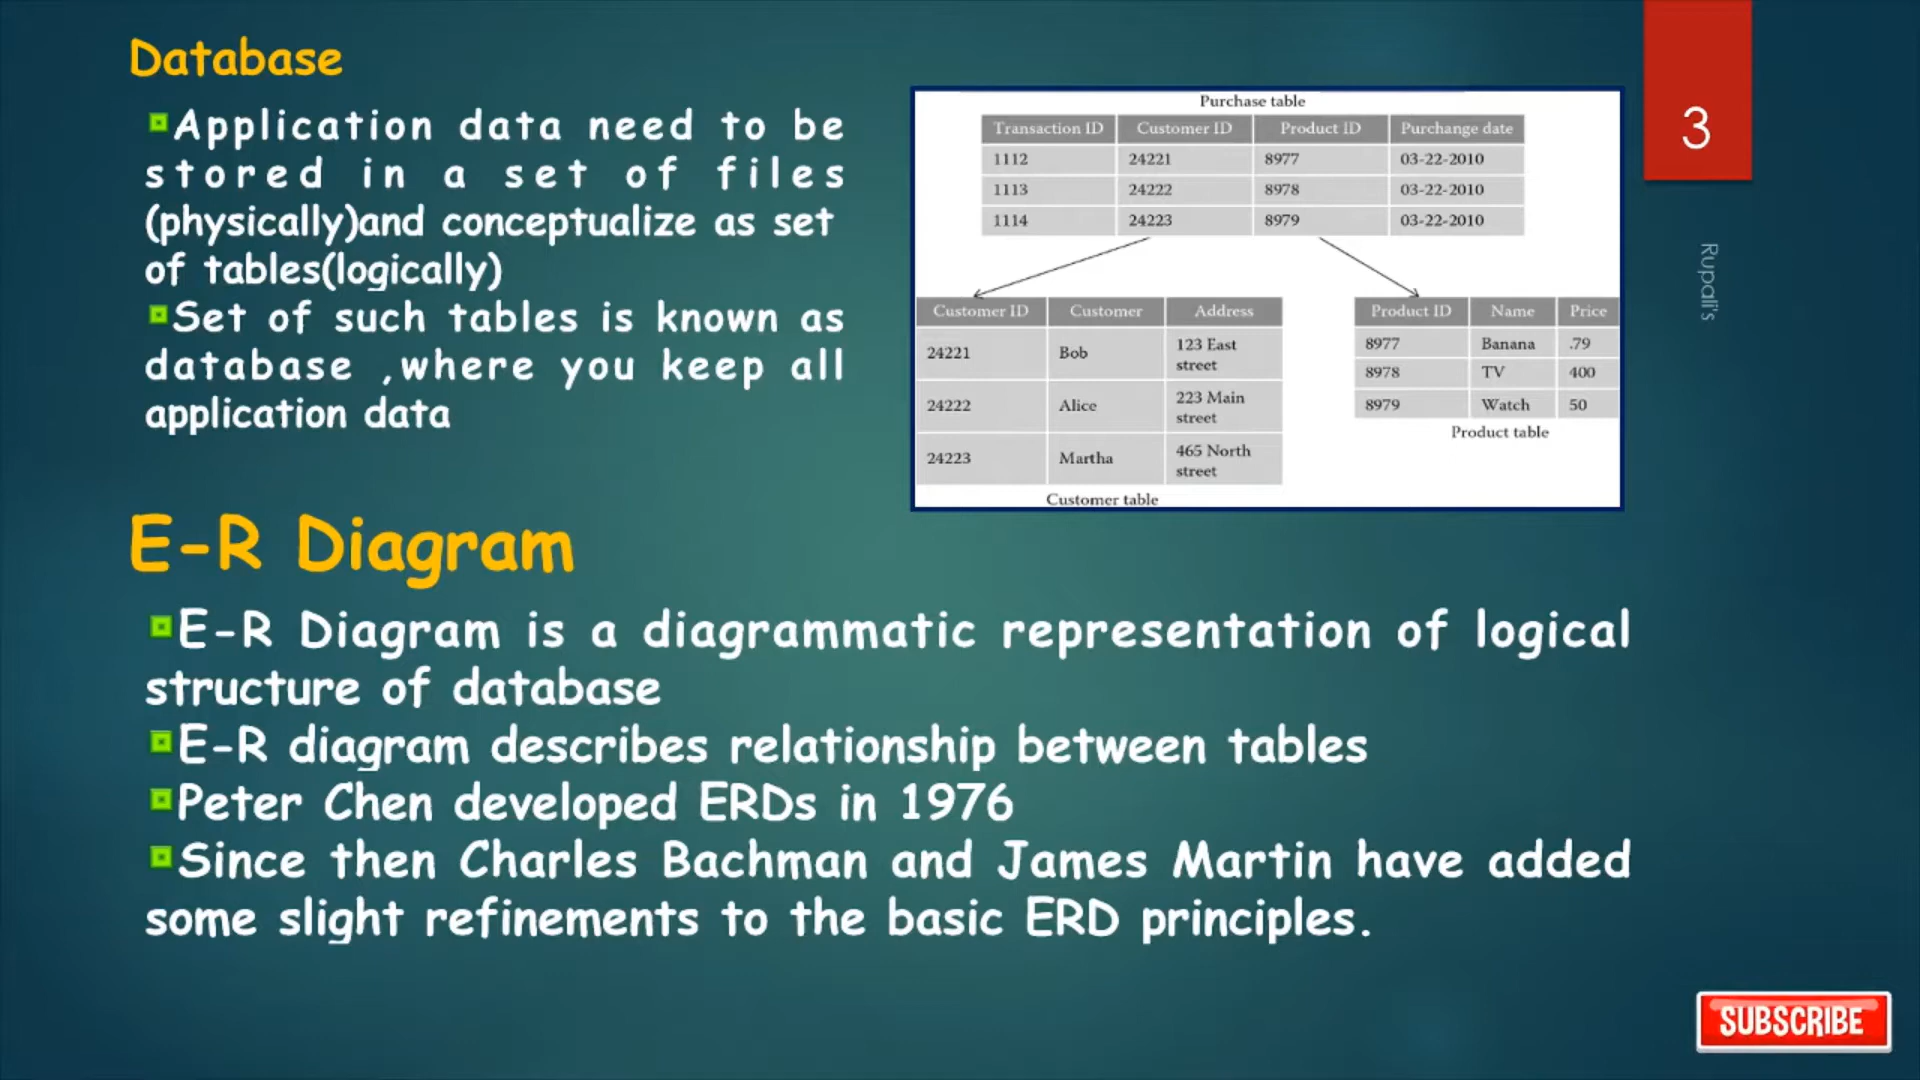 Database
Application data need to be
stored in a set of files
(physically)and conceptualize as set
of tables(logically)
Set of such tables is known as
database ,where you keep all
application data
Purchase table
Transaction ID Customer ID Product ID Purchange date
1112 24221 8977 03-22-2010
1113 24222 8978 03-22-2010
1114 24223 8979 03-22-2010
Customer ID Customer Address
24221 Bob 123 East
street
24222 Alice 223 Main
street
24223 Martha 465 North
street
Customer table
Product ID Name Price
8977 Banana .79
8978 TV 400
8979 Watch 50
Product table
3
Rupali's
E-R Diagram
E-R Diagram is a diagrammatic representation of logical
structure of database
E-R diagram describes relationship between tables
Peter Chen developed ERDs in 1976
Since then Charles Bachman and James Martin have added
some slight refinements to the basic ERD principles.
SUBSCRIBE